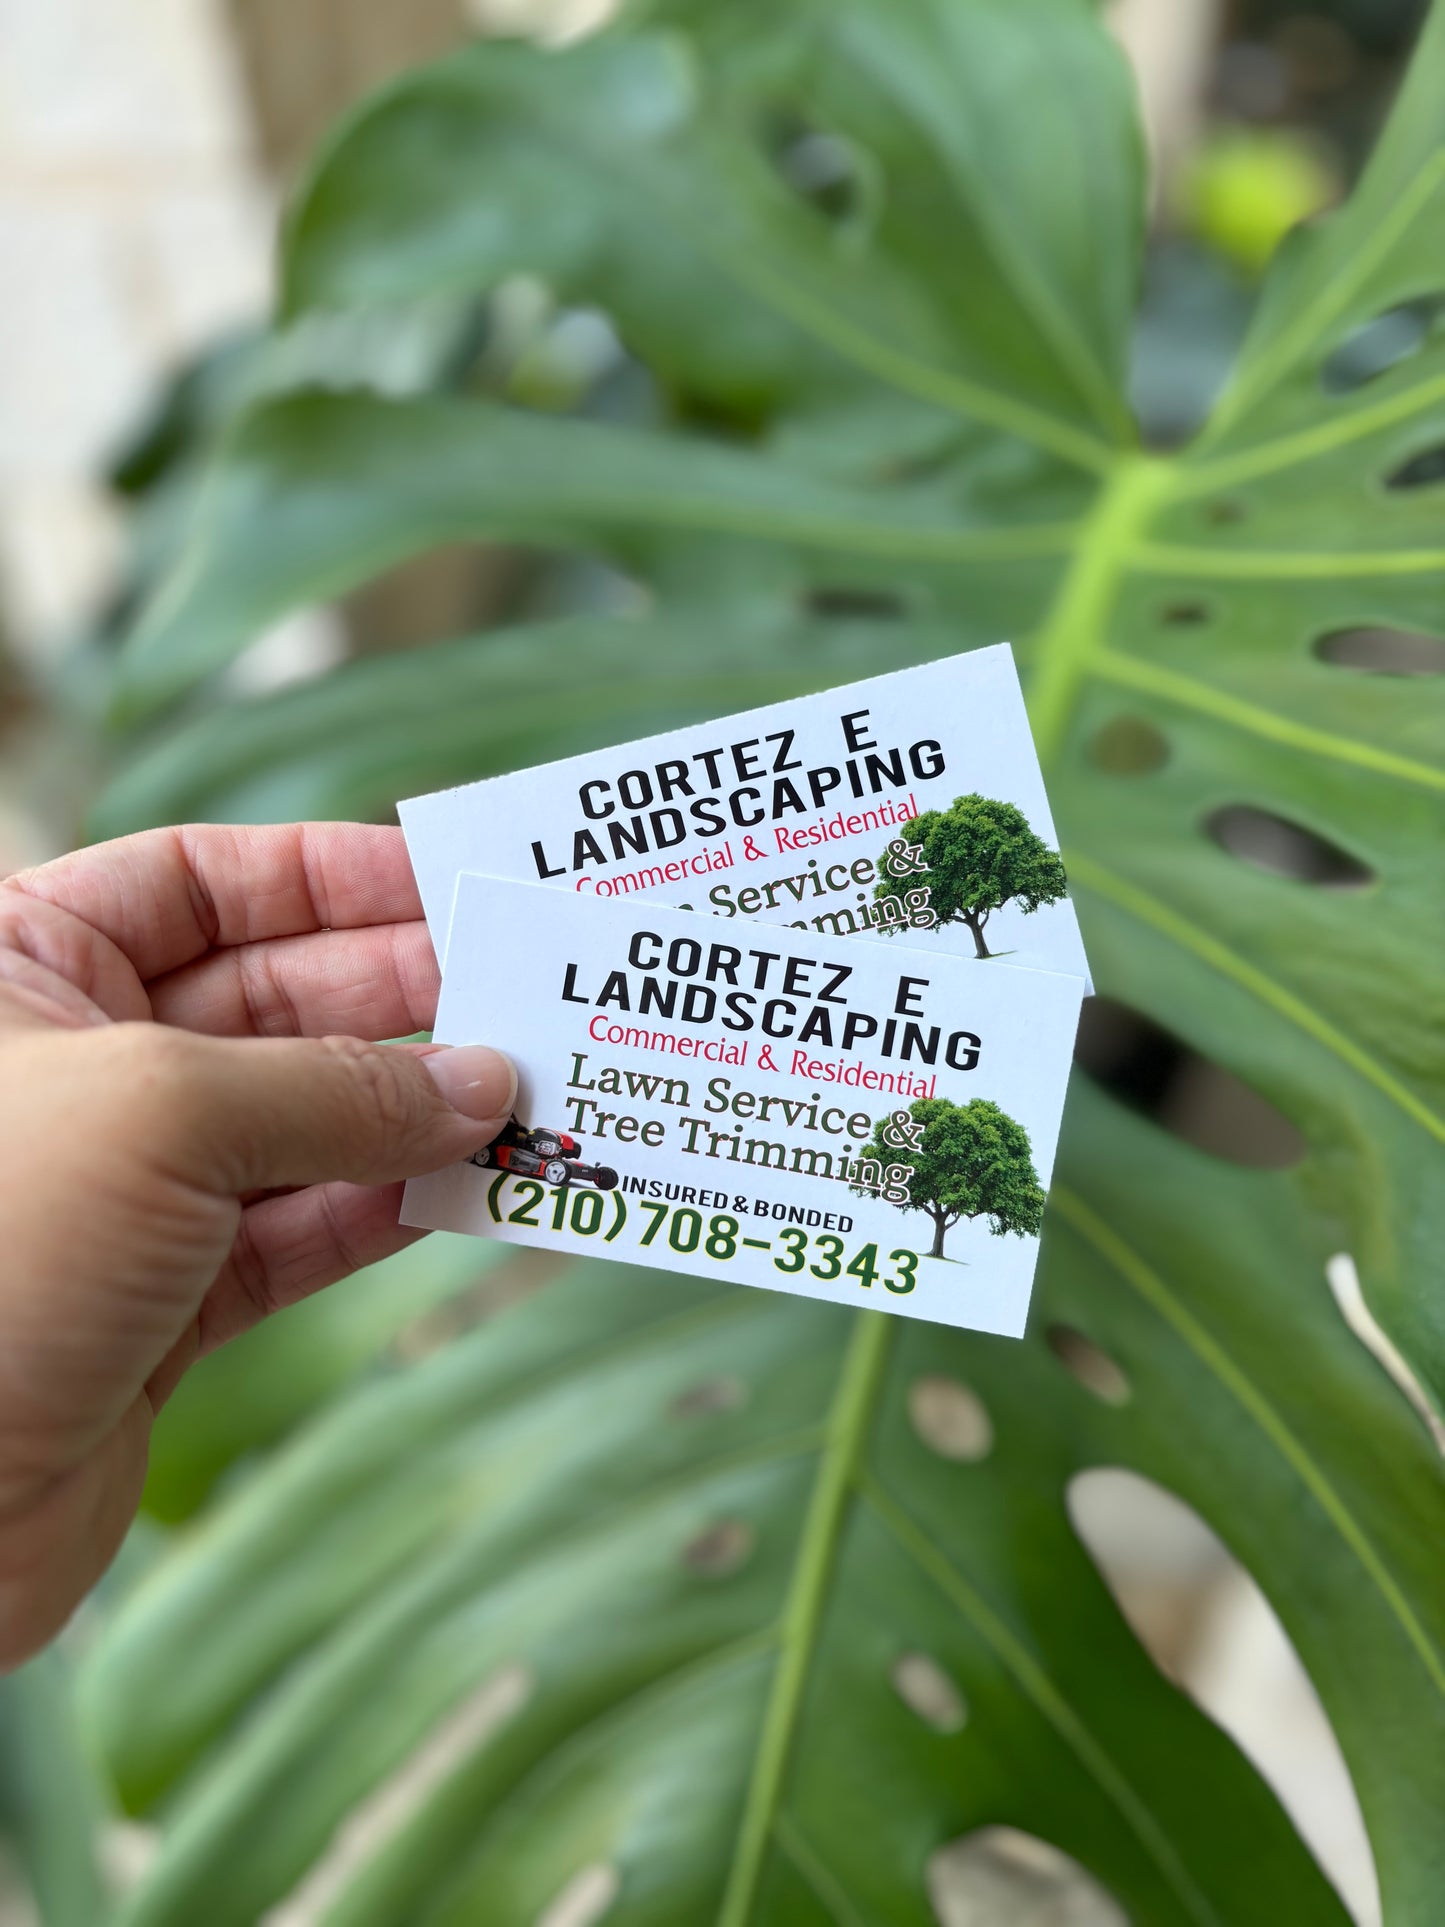 CORTEZ E
LANDSCAPING
Commercial & Residential
Service &
CORTEZ E
LANDSCAPING
Commercial & Residential
Lawn Service &
Tree Trimming
INSURED & BONDED
(210) 708-3343